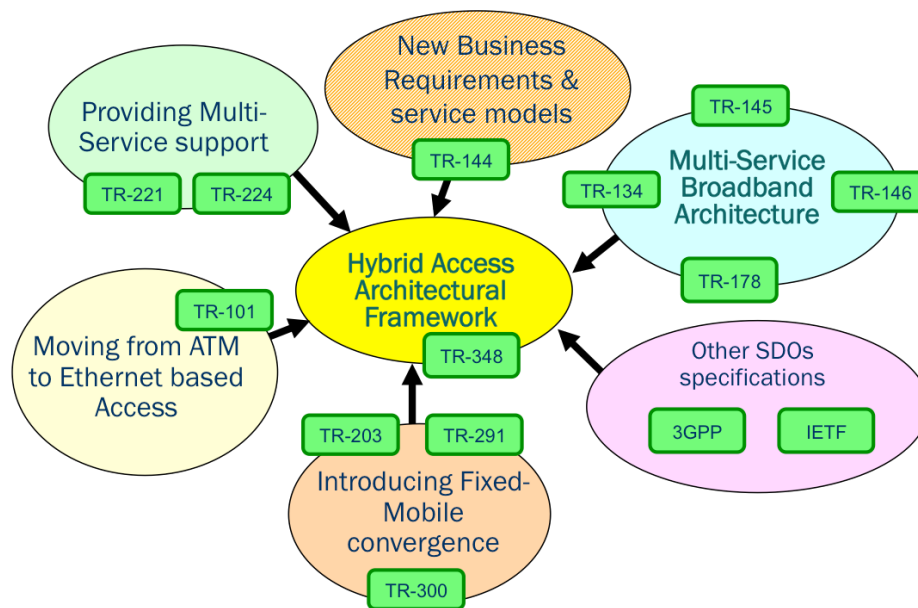 New Business
Requirements &
service models
TR-144
Providing Multi-
Service support
TR-221
TR-224
TR-145
Multi-Service
Broadband
Architecture
TR-134
TR-146
TR-178
Hybrid Access
Architectural
Framework
TR-348
TR-101
Moving from ATM
to Ethernet based
Access
Other SDOs
specifications
3GPP
IETF
TR-203
TR-291
Introducing Fixed-
Mobile
convergence
TR-300